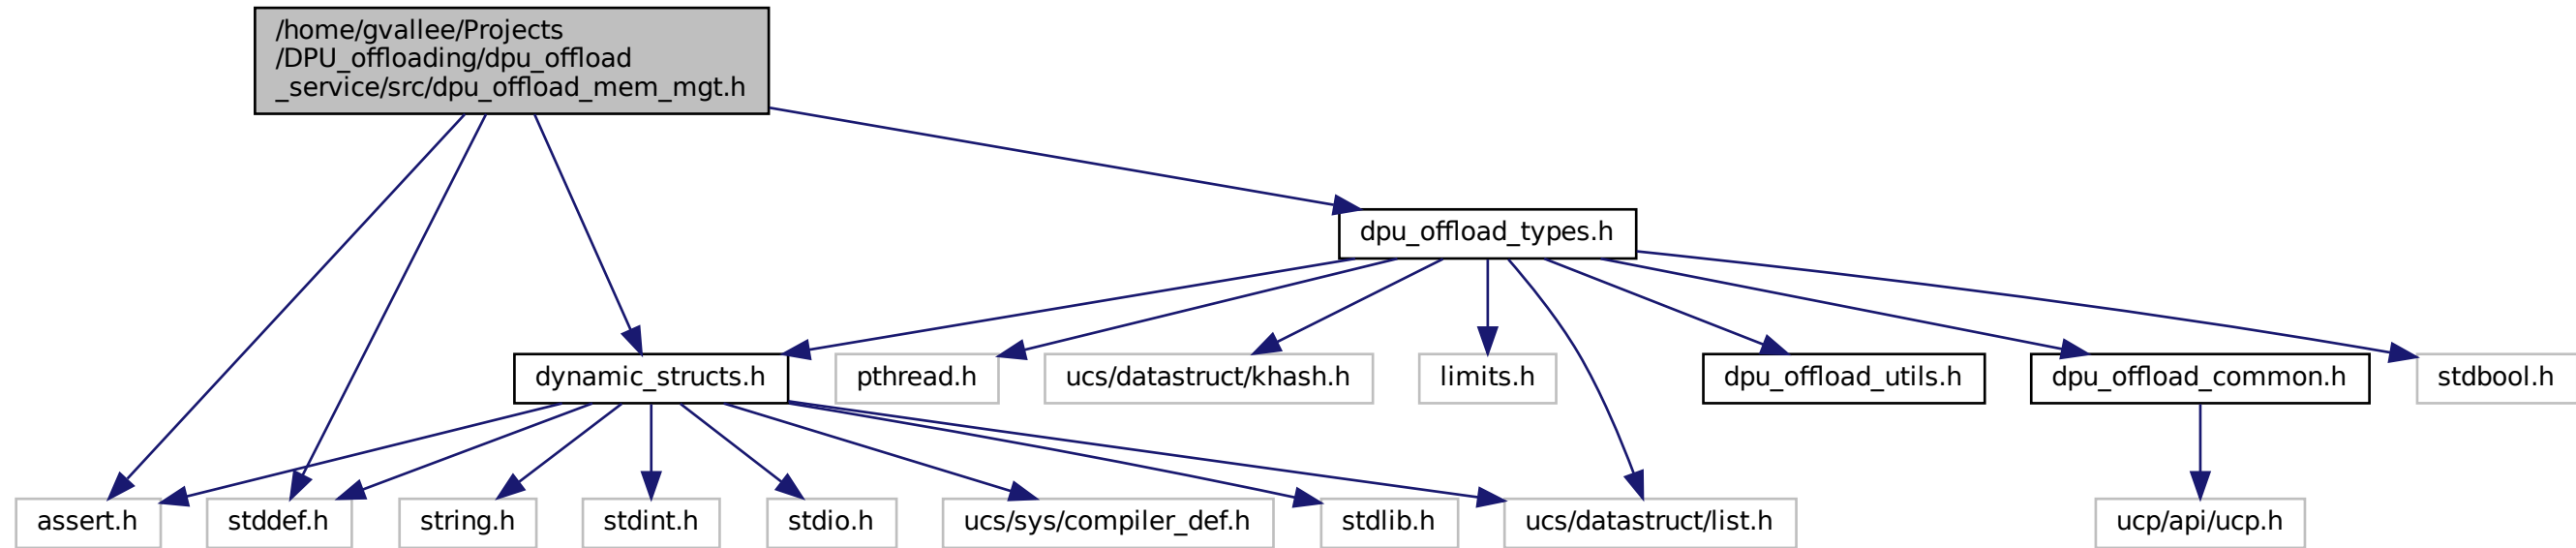 /home/gvallee/Projects
/DPU_offloading/dpu_offload
_service/src/dpu_offload_mem_mgt.h
dpu_offload_types.h
dynamic_structs.h
pthread.h
ucs/datastruct/khash.h
limits.h
dpu_offload_utils.h
dpu_offload_common.h
stdbool.h
assert.h
stddef.h
string.h
stdint.h
stdio.h
ucs/sys/compiler_def.h
stdlib.h
ucs/datastruct/list.h
ucp/api/ucp.h